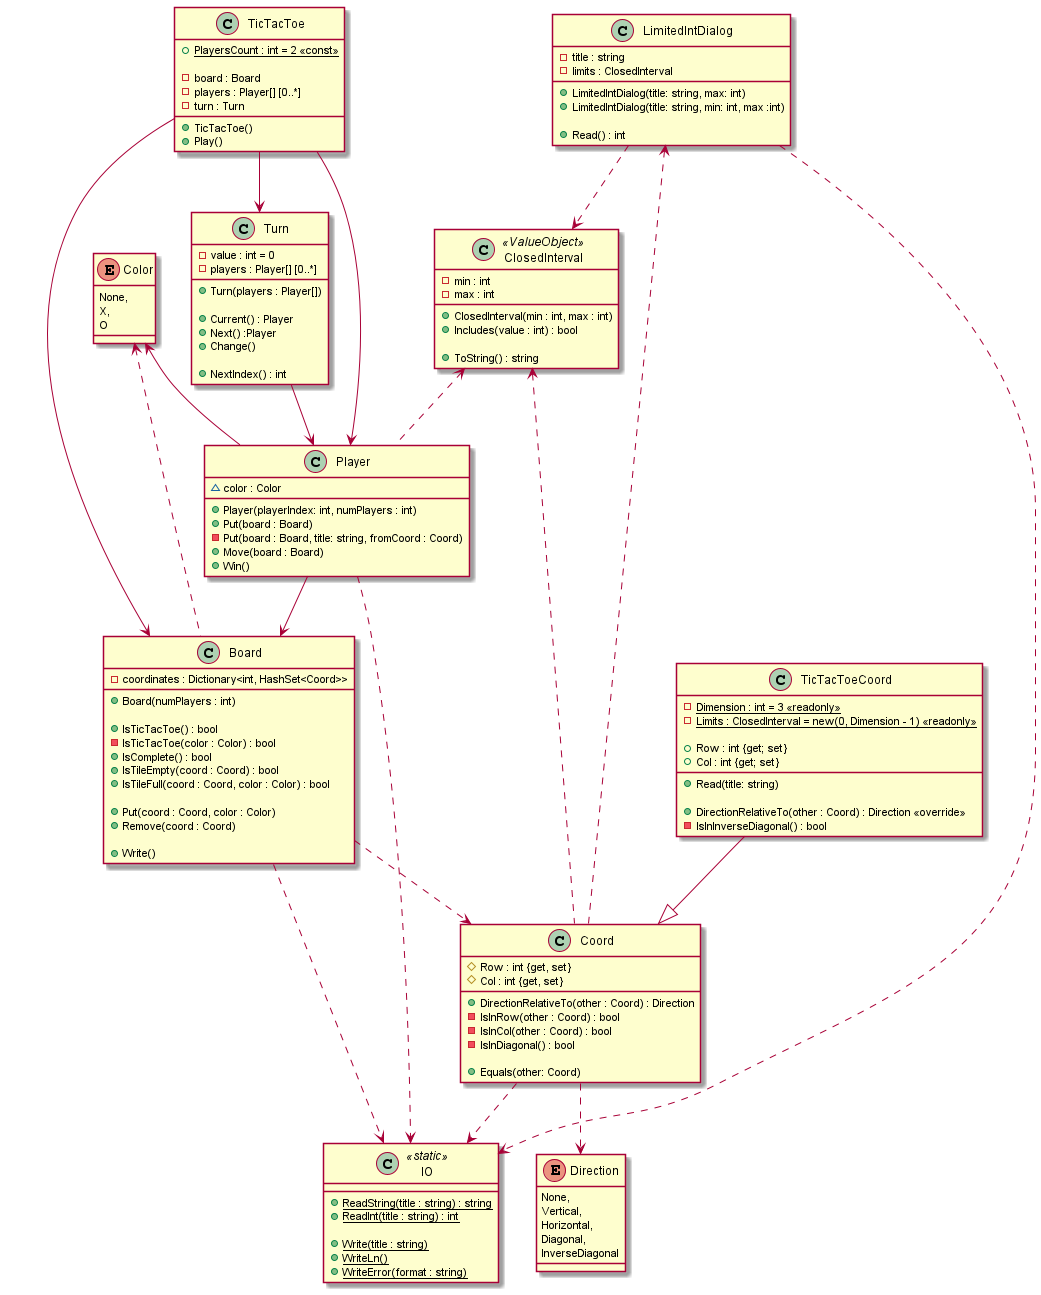 C TicTacToe
PlayersCount : int = 2 «const»
board : Board
players : Player[] [0..*]
turn : Turn
TicTacToe()
Play()
C LimitedIntDialog
title : string
limits : ClosedInterval
LimitedIntDialog(title: string, max: int)
LimitedIntDialog(title: string, min: int, max :int)
Read() : int
C Turn
value : int = 0
players : Player[] [0..*]
Turn(players : Player[])
Current() : Player
Next() :Player
Change()
NextIndex() : int
E Color
None,
X,
O
C «ValueObject»
ClosedInterval
min : int
max : int
ClosedInterval(min : int, max : int)
Includes(value : int) : bool
ToString() : string
C Player
color : Color
Player(playerIndex: int, numPlayers : int)
Put(board : Board)
Put(board : Board, title: string, fromCoord : Coord)
Move(board : Board)
Win()
C Board
coordinates : Dictionary<int, HashSet<Coord>>
Board(numPlayers : int)
IsTicTacToe() : bool
IsTicTacToe(color : Color) : bool
IsComplete() : bool
IsTileEmpty(coord : Coord) : bool
IsTileFull(coord : Coord, color : Color) : bool
Put(coord : Coord, color : Color)
Remove(coord : Coord)
Write()
C TicTacToeCoord
Dimension : int = 3 «readonly»
Limits : ClosedInterval = new(0, Dimension - 1) «readonly»
Row : int {get; set}
Col : int {get; set}
Read(title: string)
DirectionRelativeTo(other : Coord) : Direction «override»
IsInInverseDiagonal() : bool
C Coord
Row : int {get, set}
Col : int {get, set}
DirectionRelativeTo(other : Coord) : Direction
IsInRow(other : Coord) : bool
IsInCol(other : Coord) : bool
IsInDiagonal() : bool
Equals(other: Coord)
C «static»
IO
ReadString(title : string) : string
ReadInt(title : string) : int
Write(title : string)
WriteLn()
WriteError(format : string)
E Direction
None,
Vertical,
Horizontal,
Diagonal,
InverseDiagonal